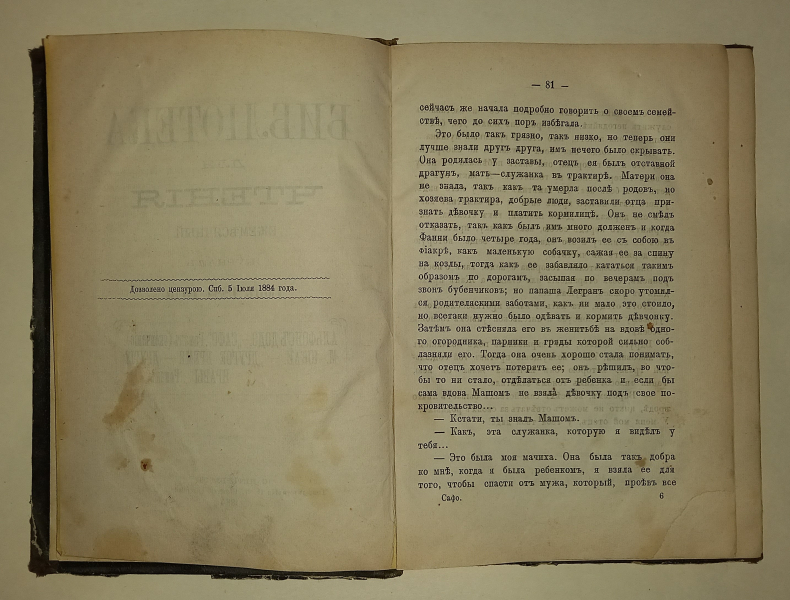 Дозволено цензурою. Спб. 5 Іюля 1884 года.
— 81 —
сейчасъ же начала подробно говорить о своемъ семей-
ствѣ, чего до сихъ поръ избѣгала.
Это было такъ грязно, такъ низко, но теперь они
лучше знали другъ друга, имъ нечего было скрывать.
Она родилась у заставы, отецъ ея былъ отставной
драгунъ, мать—служанка въ трактирѣ. Матери она
не знала, такъ какъ та умерла послѣ родовъ, но
хозяева трактира, добрые люди, заставили отца при-
знать дѣвочку и платить кормилицѣ. Онъ не смѣлъ
отказать, такъ какъ былъ имъ много долженъ и когда
Фанни было четыре года, онъ возилъ ее съ собою въ
фіакрѣ, какъ маленькую собачку, сажая ее за спину
на козлы, тогда какъ ее забавляло кататься такимъ
образомъ по дорогамъ, засыпая по вечерамъ подъ
звонъ бубенчиковъ; но папаша Легранъ скоро утомил-
ся родительскими заботами, какъ ни мало это стоило,
но всетаки нужно было одѣвать и кормить дѣвчонку.
Затѣмъ она стѣсняла его въ женитьбѣ на вдовѣ одно-
го огородника, парники и гряды которой сильно соб-
лазняли его. Тогда она очень хорошо стала понимать,
что отецъ хочетъ потерять ее; онъ рѣшилъ, во что-
бы то ни стало, отдѣлаться отъ ребенка и если бы
сама вдова Машомъ не взяла дѣвочку подъ свое по-
кровительство...
— Кстати, ты зналъ Машомъ.
— Какъ, эта служанка, которую я видѣлъ у
тебя...
— Это была моя мачиха. Она была такъ добра
ко мнѣ, когда я была ребенкомъ, я взяла ее для
того, чтобы спасти отъ мужа, который, проѣвъ все
Сафо.
6